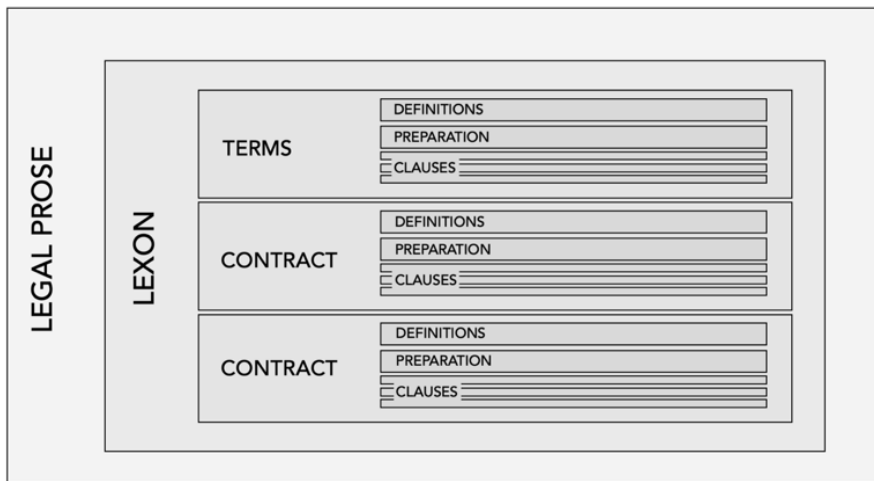 LEGAL PROSE
LEXON
TERMS
DEFINITIONS
PREPARATION
CLAUSES
CONTRACT
DEFINITIONS
PREPARATION
CLAUSES
CONTRACT
DEFINITIONS
PREPARATION
CLAUSES